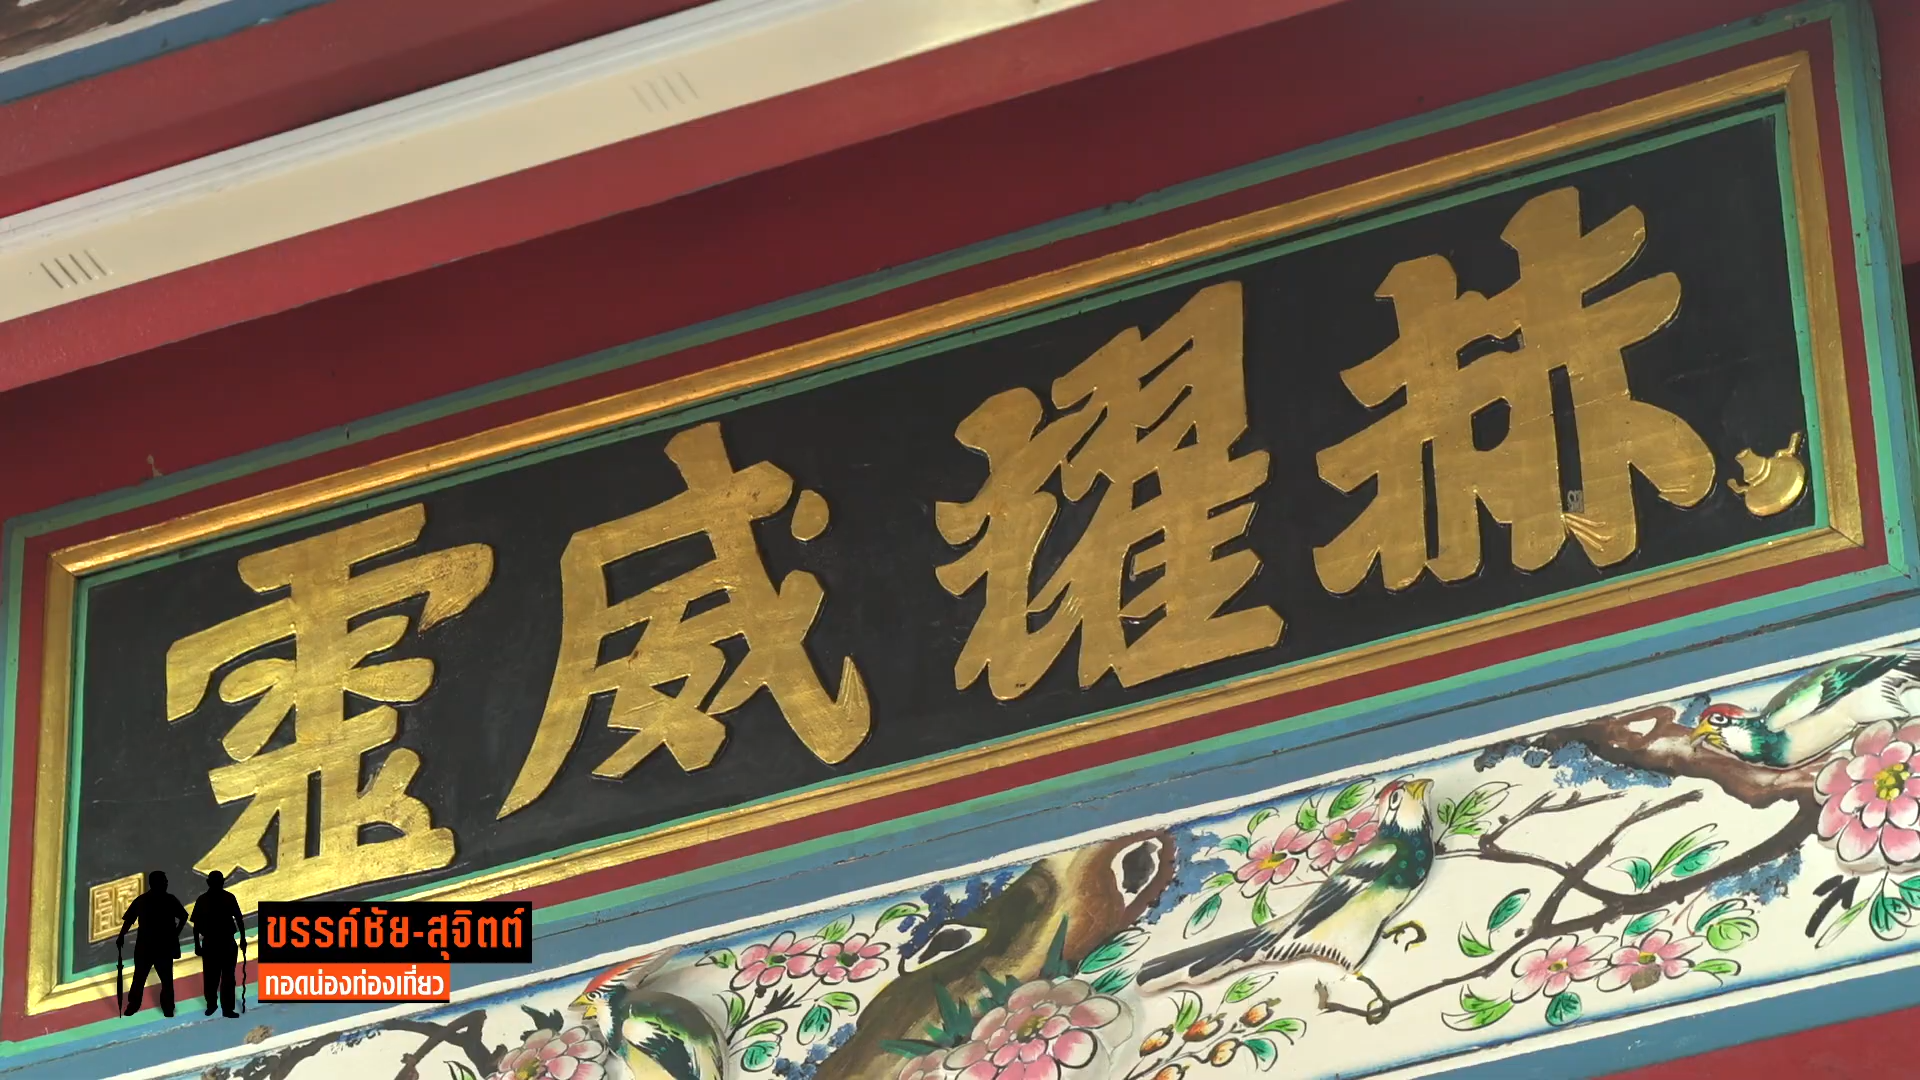 赫耀威靈
ขรรค์ชัย-สุจิตต์
ทอดน่องท่องเที่ยว